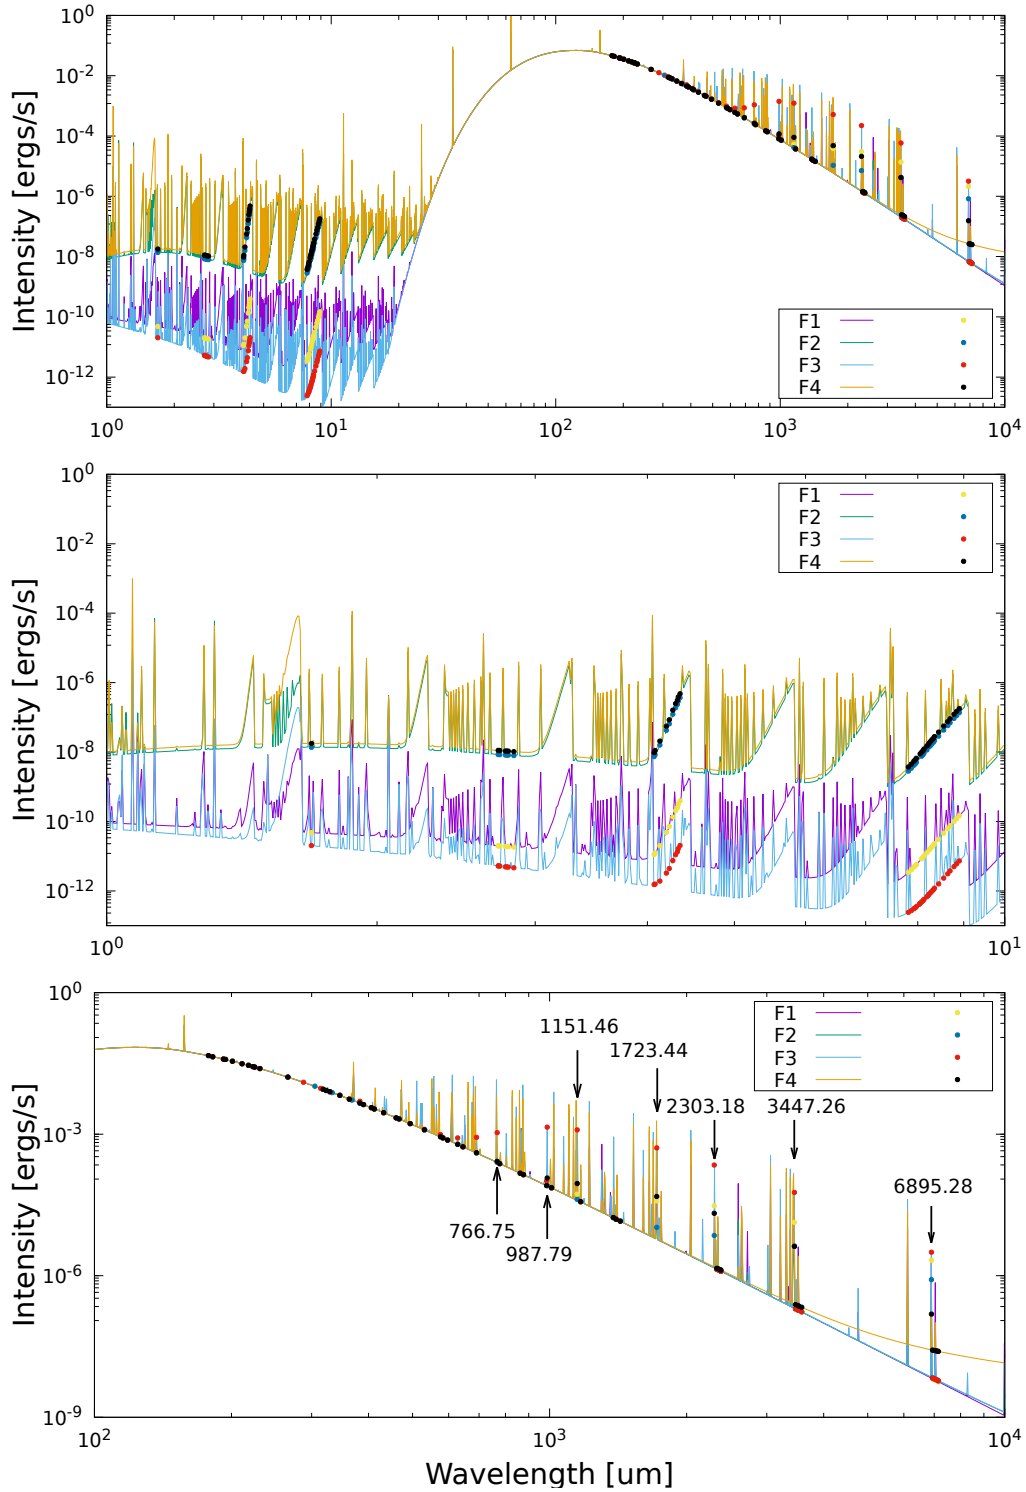 Intensity [ergs/s]
10^0
10^-2
10^-4
10^-6
10^-8
10^-10
10^-12
F1
F2
F3
F4
10^0 10^1 10^2 10^3 10^4
Intensity [ergs/s]
10^0
10^-2
10^-4
10^-6
10^-8
10^-10
10^-12
F1
F2
F3
F4
10^0 10^1
Intensity [ergs/s]
10^0
10^-3
10^-6
10^-9
F1
F2
F3
F4
1151.46
1723.44
2303.18
3447.26
6895.28
766.75
987.79
10^2 10^3 10^4
Wavelength [um]